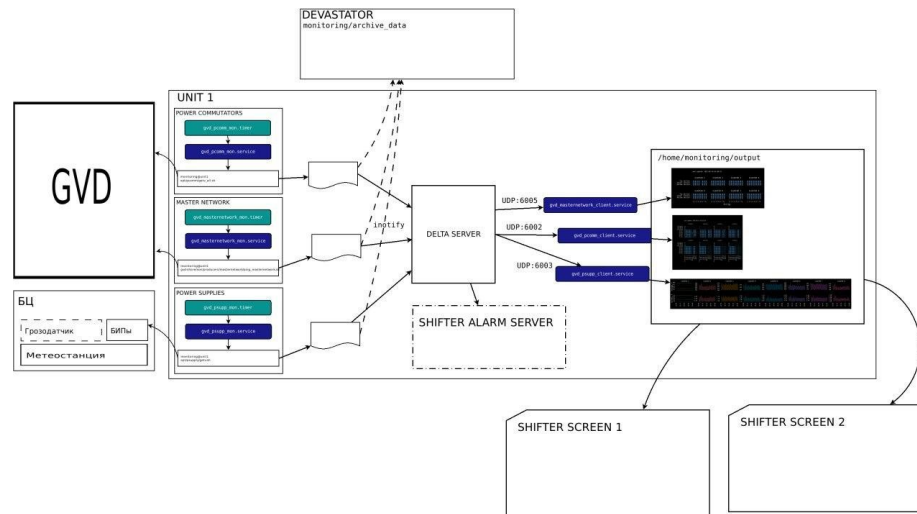 DEVASTATOR
monitoring/archive_data
UNIT 1
GVD
POWER COMMUTATORS
gvd_pcomm_mon.timer
gvd_pcomm_mon.service
MASTER NETWORK
gvd_masternetwork_mon.timer
gvd_masternetwork_mon.service
POWER SUPPLIES
gvd_psupp_mon.timer
gvd_psupp_mon.service
БЦ
Грозодатчик
БИПы
Метеостанция
inotify
DELTA SERVER
SHIFTER ALARM SERVER
UDP:6005
gvd_masternetwork_client.service
UDP:6002
gvd_pcomm_client.service
UDP:6003
gvd_psupp_client.service
/home/monitoring/output
SHIFTER SCREEN 1
SHIFTER SCREEN 2